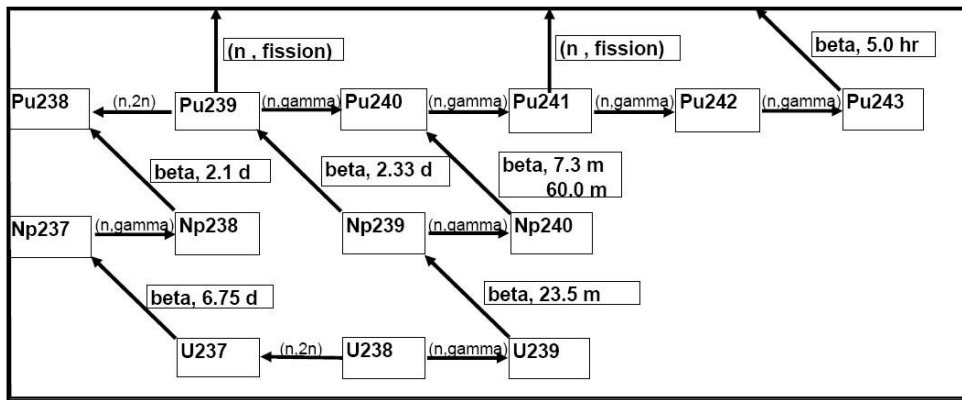 (n , fission)
(n , fission)
beta, 5.0 hr
Pu238
(n,2n)
Pu239
(n,gamma)
Pu240
(n,gamma)
Pu241
(n,gamma)
Pu242
(n,gamma)
Pu243
beta, 2.1 d
beta, 2.33 d
beta, 7.3 m
60.0 m
Np237
(n,gamma)
Np238
Np239
(n,gamma)
Np240
beta, 6.75 d
beta, 23.5 m
U237
(n,2n)
U238
(n,gamma)
U239